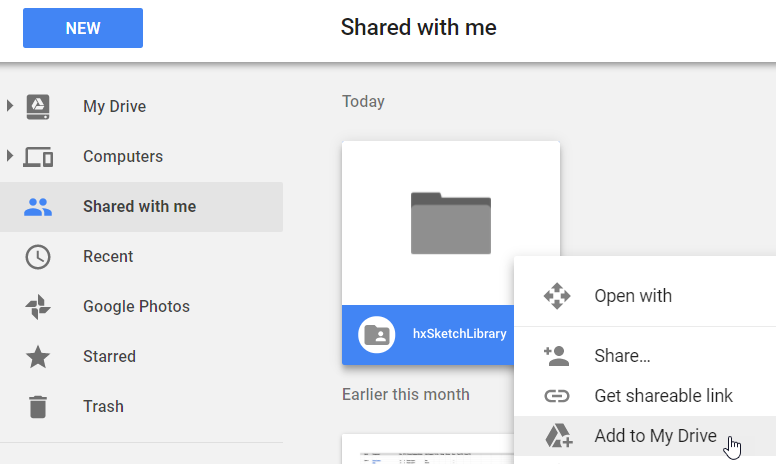 NEW
Shared with me
My Drive
Computers
Shared with me
Recent
Google Photos
Starred
Trash
Today
hxSketchLibrary
Earlier this month
Open with
Share...
Get shareable link
Add to My Drive